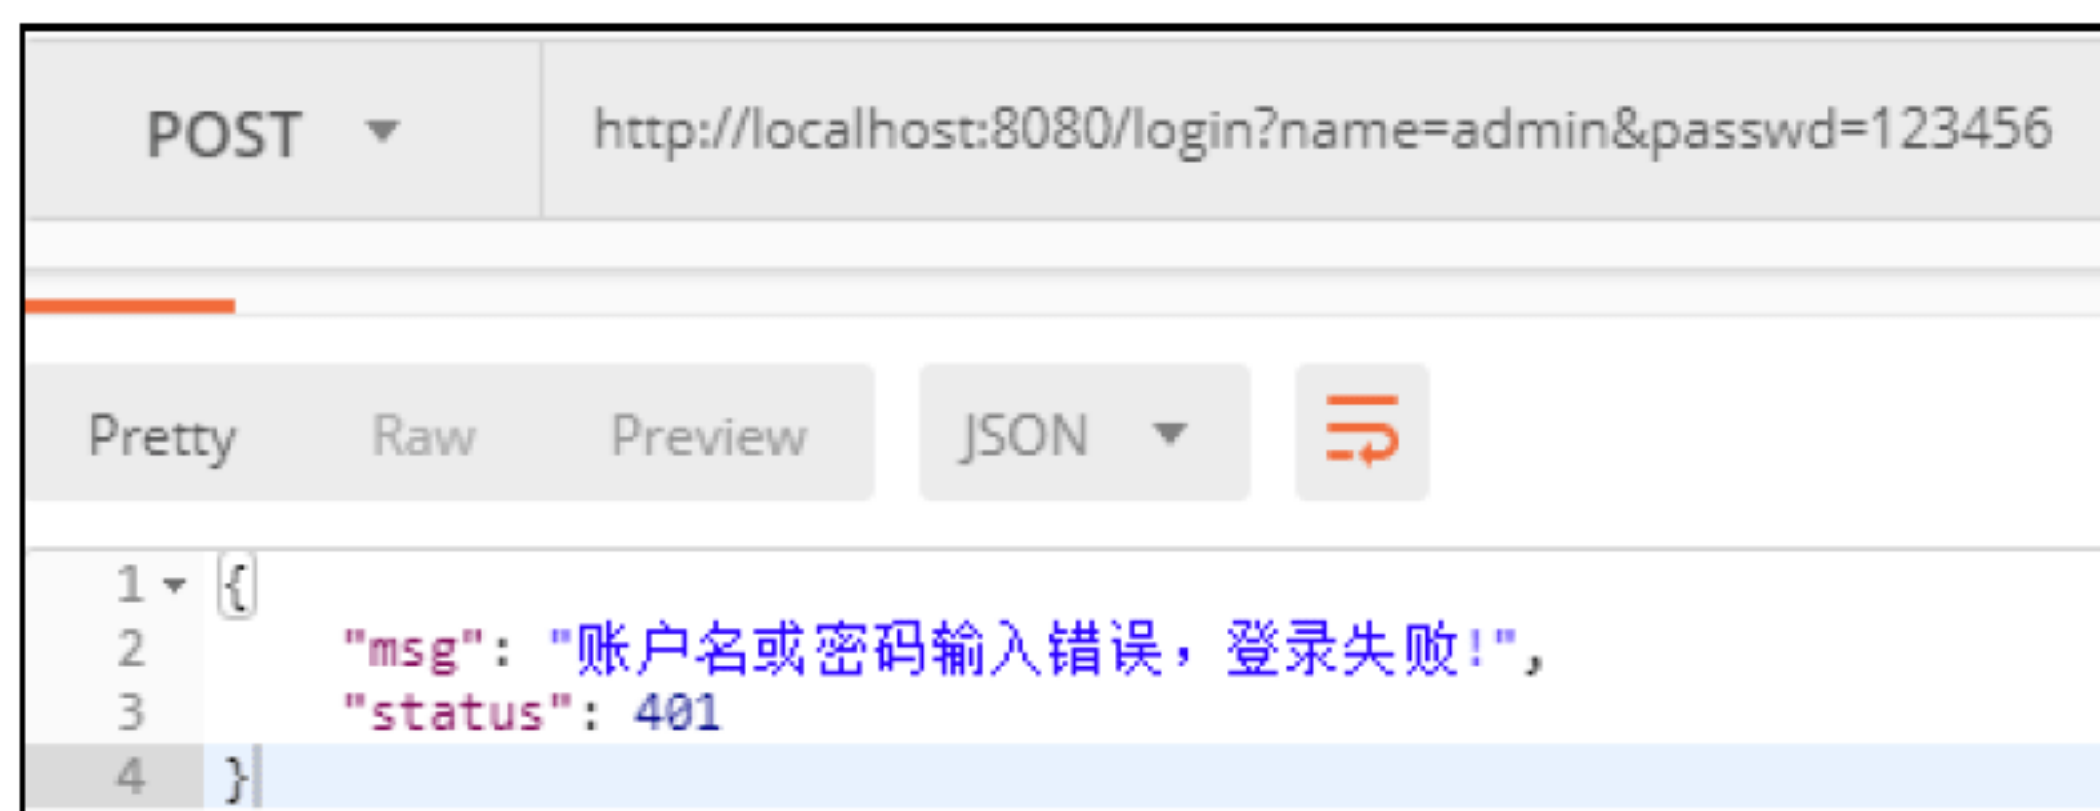 POST http://localhost:8080/login?name=admin&passwd=123456
Pretty Raw Preview JSON
1 {
2 "msg": "账户名或密码输入错误，登录失败!",
3 "status": 401
4 }